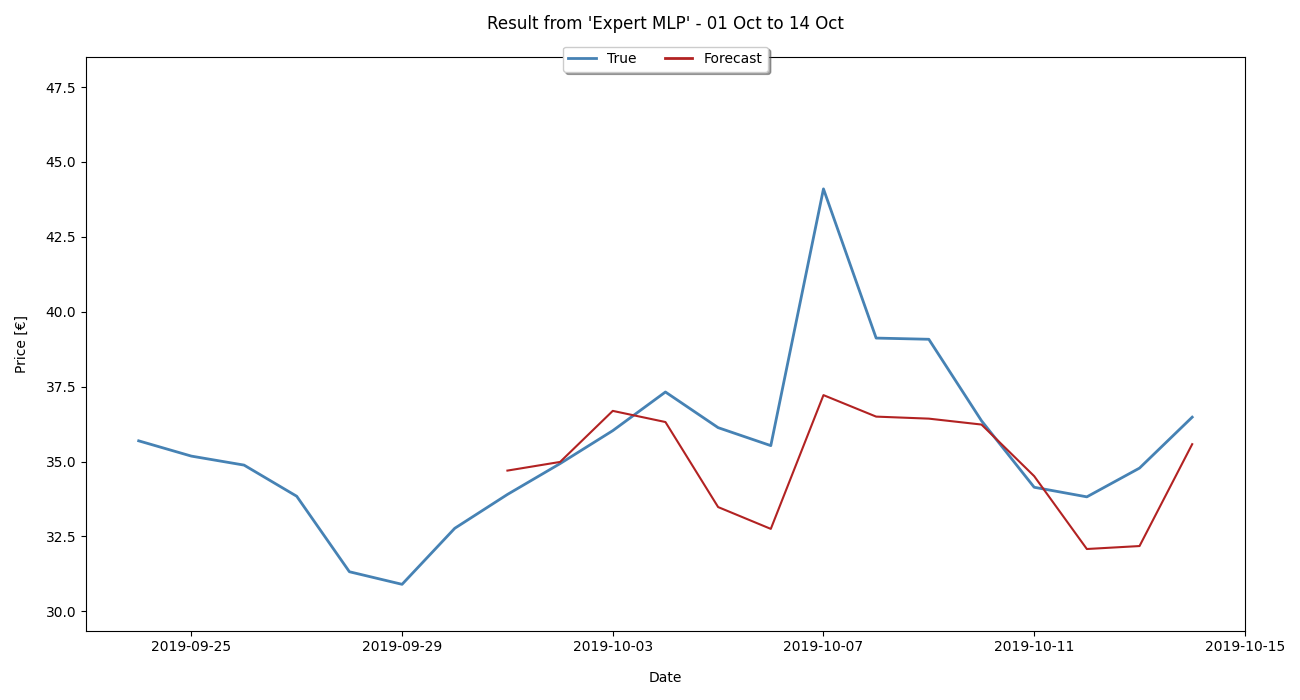 Result from 'Expert MLP' - 01 Oct to 14 Oct
True Forecast
47.5
45.0
42.5
40.0
37.5
35.0
32.5
30.0
Price [€]
2019-09-25 2019-09-29 2019-10-03 2019-10-07 2019-10-11 2019-10-15
Date